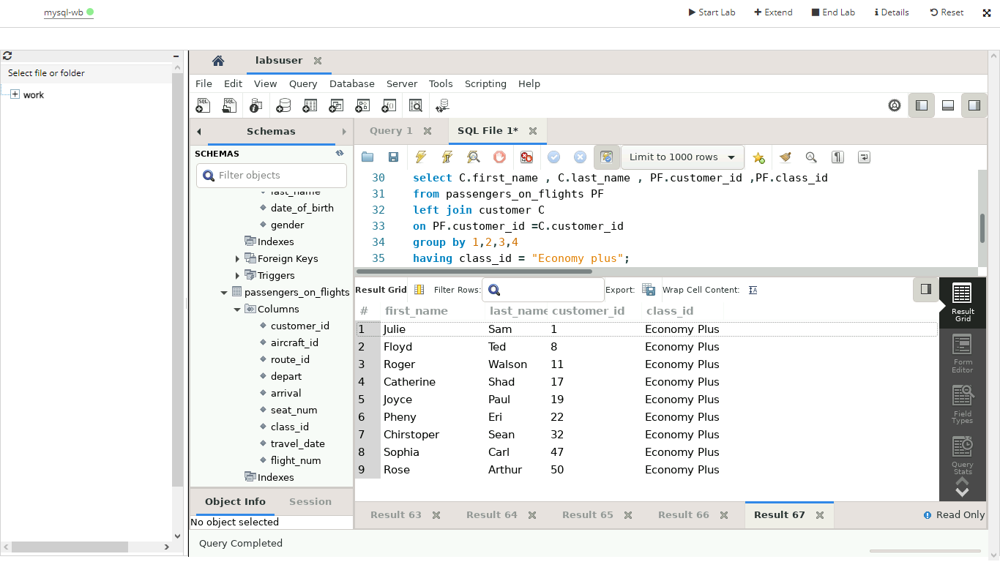 mysql-wb
Start Lab Extend End Lab Details Reset
Select file or folder
work
labsuser
File Edit View Query Database Server Tools Scripting Help
Schemas
SCHEMAS
Filter objects
last_name
date_of_birth
gender
Indexes
Foreign Keys
Triggers
passengers_on_flights
Columns
customer_id
aircraft_id
route_id
depart
arrival
seat_num
class_id
travel_date
flight_num
Indexes
Object Info Session
No object selected
Query 1 SQL File 1*
Limit to 1000 rows
30 select C.first_name , C.last_name , PF.customer_id ,PF.class_id
31 from passengers_on_flights PF
32 left join customer C
33 on PF.customer_id =C.customer_id
34 group by 1,2,3,4
35 having class_id = "Economy plus";
Result Grid Filter Rows: Export: Wrap Cell Content:
# first_name last_name customer_id class_id
1 Julie Sam 1 Economy Plus
2 Floyd Ted 8 Economy Plus
3 Roger Walson 11 Economy Plus
4 Catherine Shad 17 Economy Plus
5 Joyce Paul 19 Economy Plus
6 Pheny Eri 22 Economy Plus
7 Chirstoper Sean 32 Economy Plus
8 Sophia Carl 47 Economy Plus
9 Rose Arthur 50 Economy Plus
Result
Grid
Form
Editor
Field
Types
Query
Stats
Result 63 Result 64 Result 65 Result 66 Result 67 Read Only
Query Completed